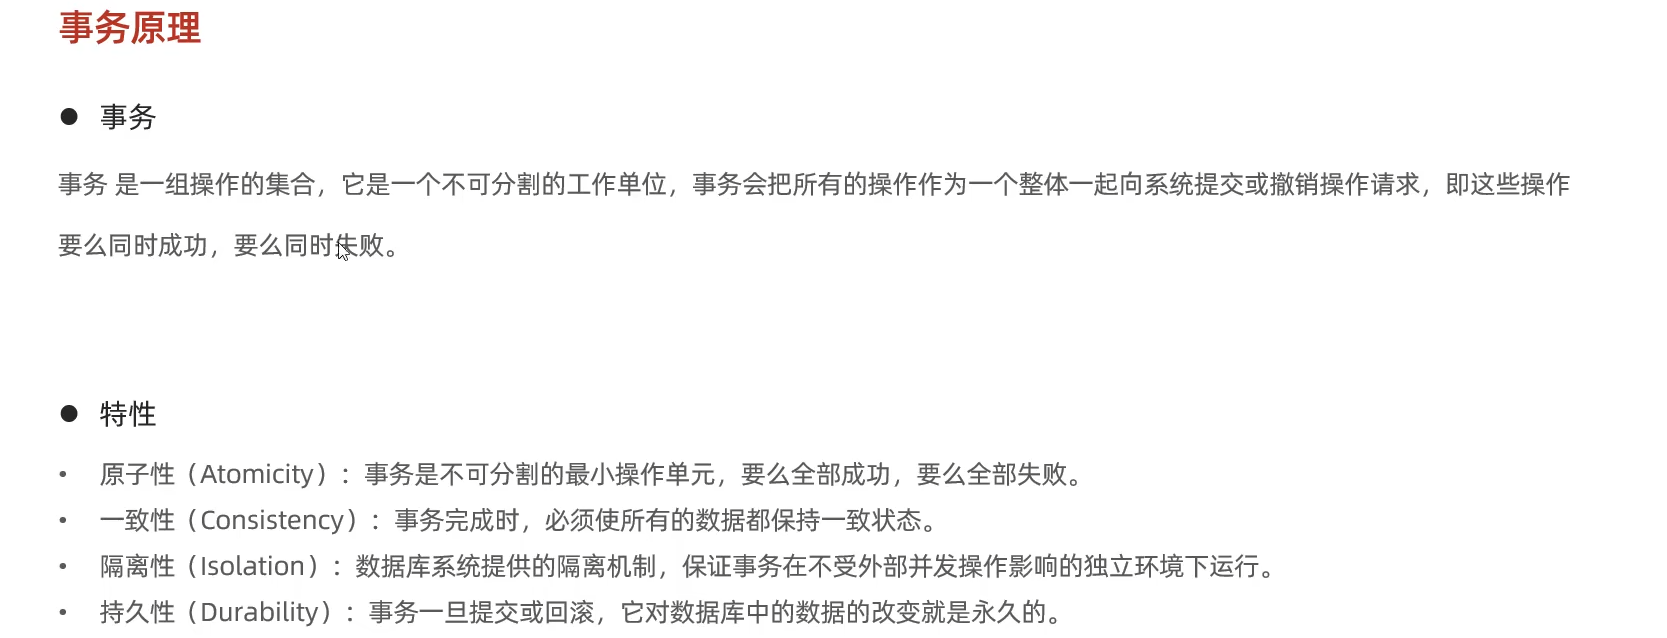 事务原理
● 事务
事务 是一组操作的集合，它是一个不可分割的工作单位，事务会把所有的操作作为一个整体一起向系统提交或撤销操作请求，即这些操作
要么同时成功，要么同时失败。
● 特性
• 原子性（Atomicity）：事务是不可分割的最小操作单元，要么全部成功，要么全部失败。
• 一致性（Consistency）：事务完成时，必须使所有的数据都保持一致状态。
• 隔离性（Isolation）：数据库系统提供的隔离机制，保证事务在不受外部并发操作影响的独立环境下运行。
• 持久性（Durability）：事务一旦提交或回滚，它对数据库中的数据的改变就是永久的。